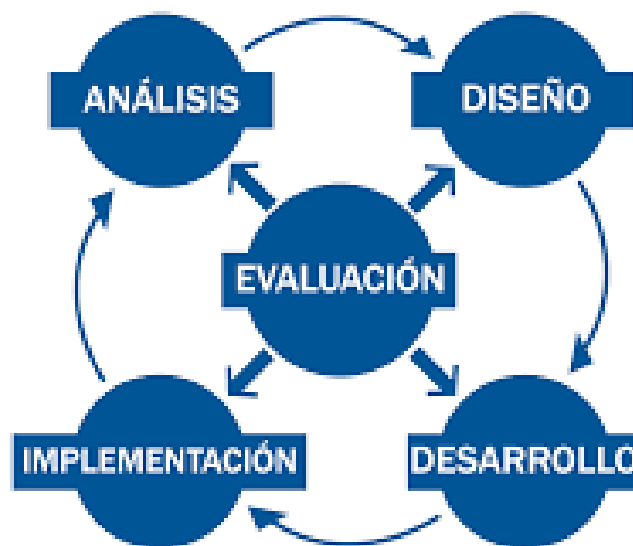 ANÁLISIS
DISEÑO
EVALUACIÓN
IMPLEMENTACIÓN
DESARROLLO